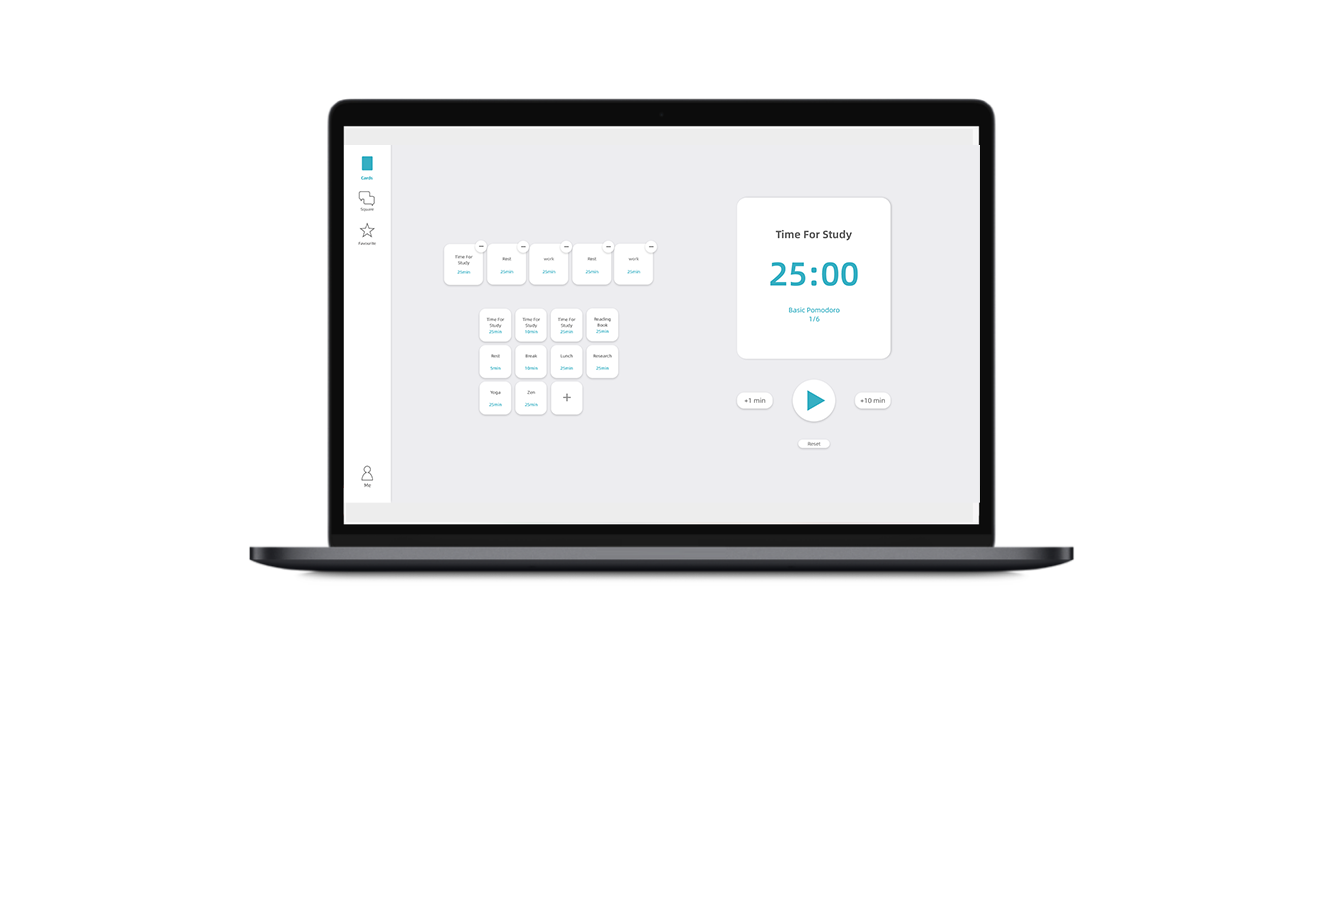 Cards
Square
Favourite
Me
Time For
Study
25min
Rest
25min
work
25min
Rest
25min
work
25min
Time For
Study
25min
Time For
Study
10min
Time For
Study
25min
Reading
Book
25min
Rest
5min
Break
10min
Lunch
25min
Research
25min
Yoga
25min
Zen
25min
+
Time For Study
25:00
Basic Pomodoro
1/6
+1 min
+10 min
Reset